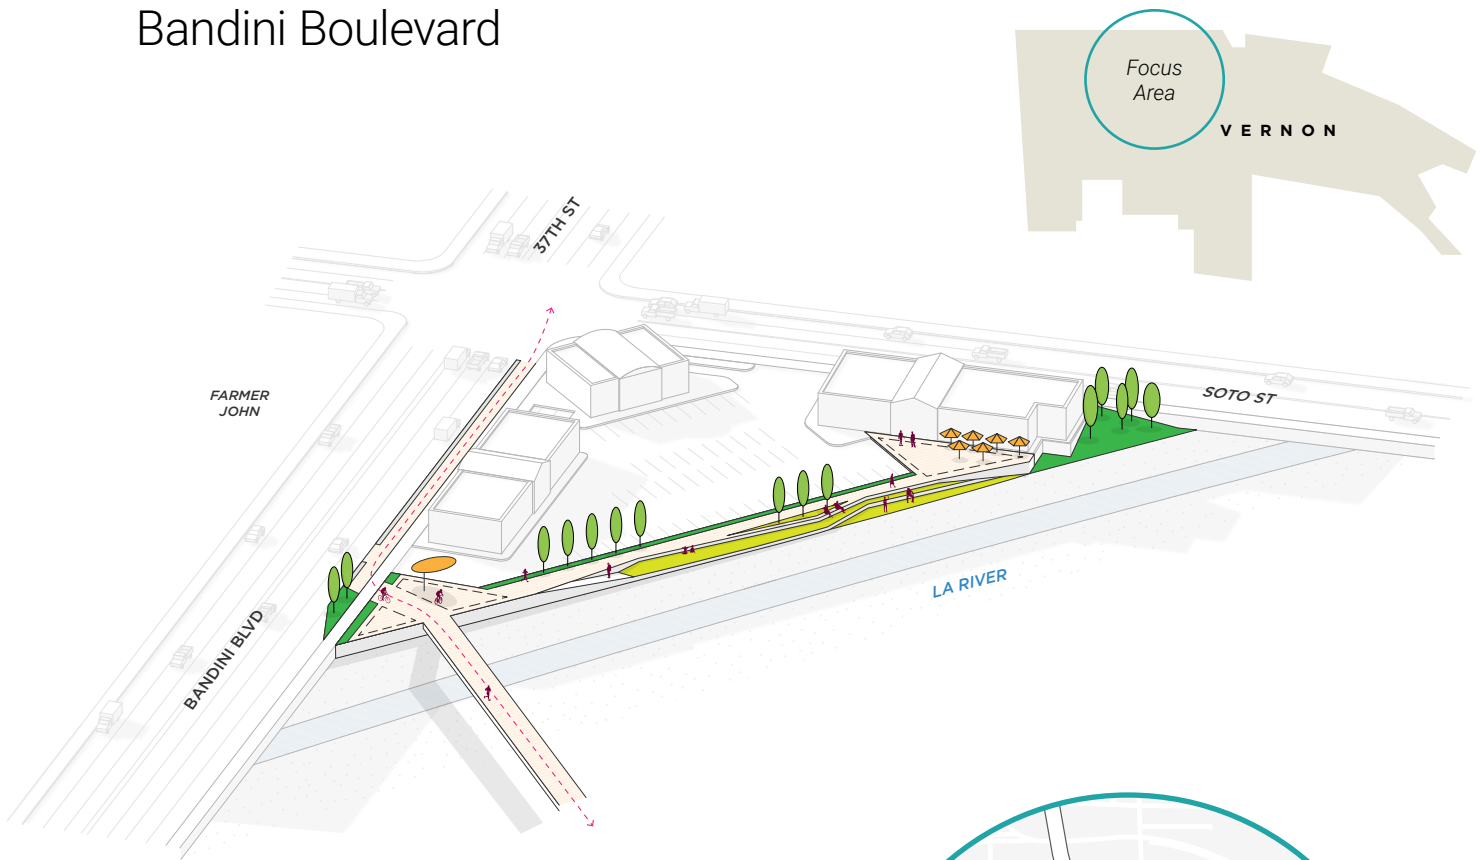 Bandini Boulevard
Focus
Area
VERNON
37TH ST
FARMER
JOHN
SOTO ST
LA RIVER
BANDINI BLVD